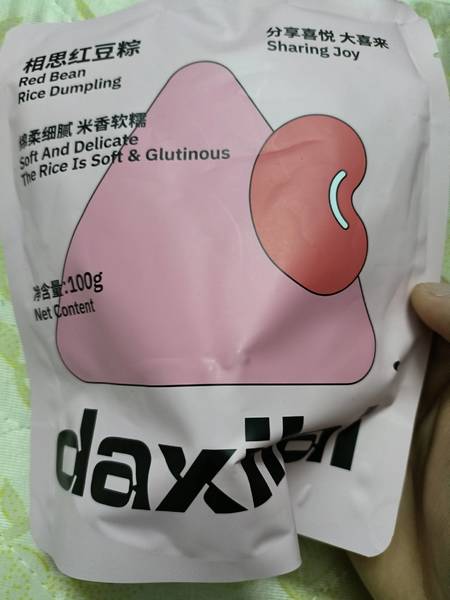 相思红豆粽
Red Bean
Rice Dumpling
分享喜悦 大喜来
Sharing Joy
绵柔细腻 米香软糯
Soft And Delicate
The Rice Is Soft & Glutinous
净含量:100g
Net Content